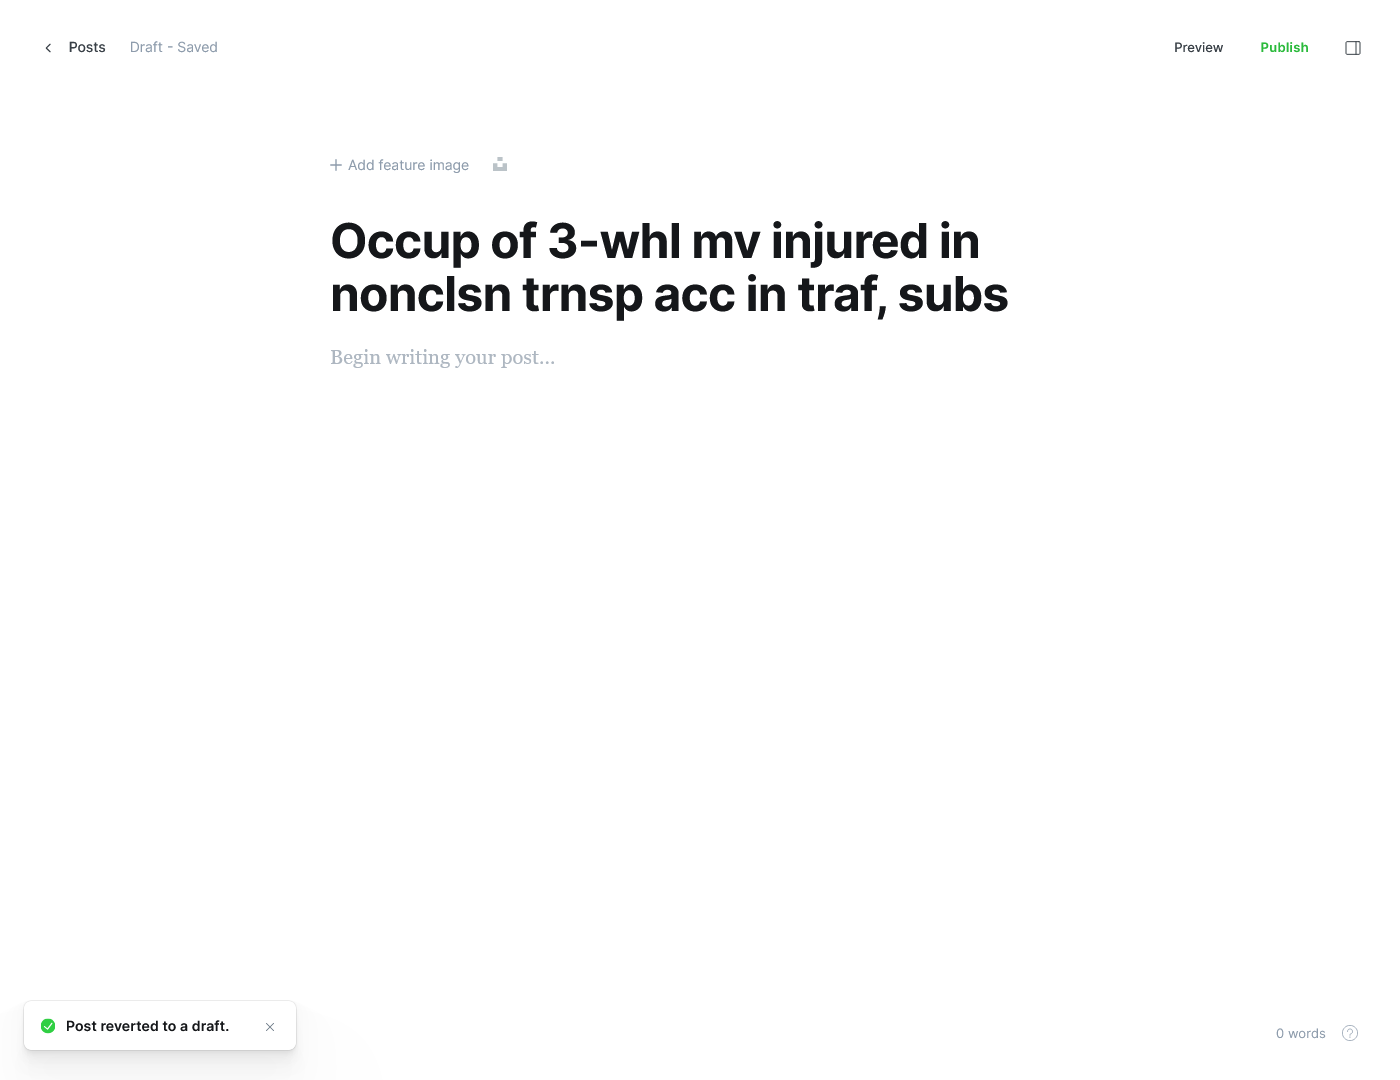 Posts
Draft - Saved
Preview
Publish
Add feature image
Occup of 3-whl mv injured in
nonclsn trnsp acc in traf, subs
Begin writing your post...
Post reverted to a draft.
0 words